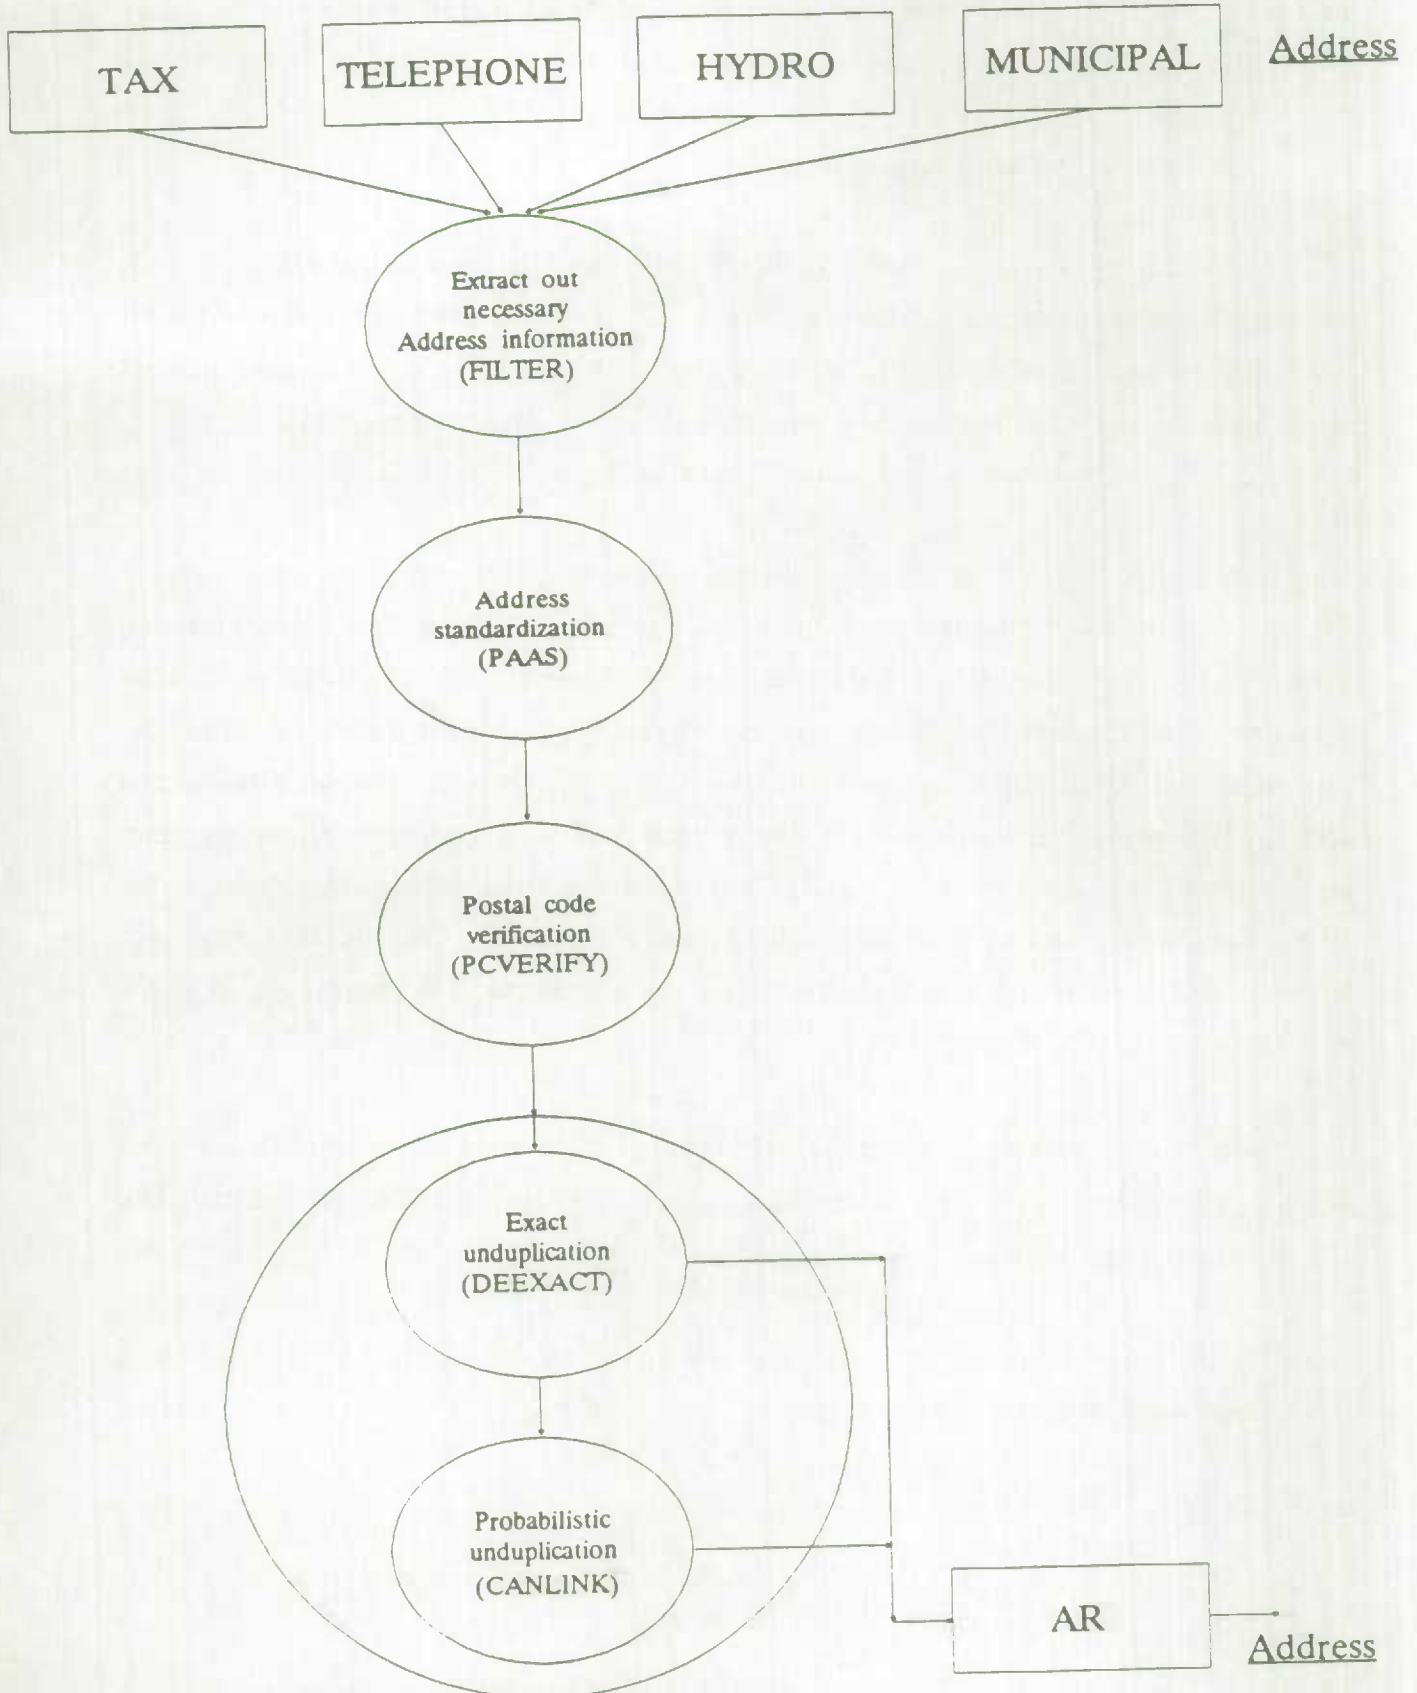 TAX
TELEPHONE
HYDRO
MUNICIPAL
Address
Extract out
necessary
Address information
(FILTER)
Address
standardization
(PAAS)
Postal code
verification
(PCVERIFY)
Exact
unduplication
(DEEXACT)
Probabilistic
unduplication
(CANLINK)
AR
Address